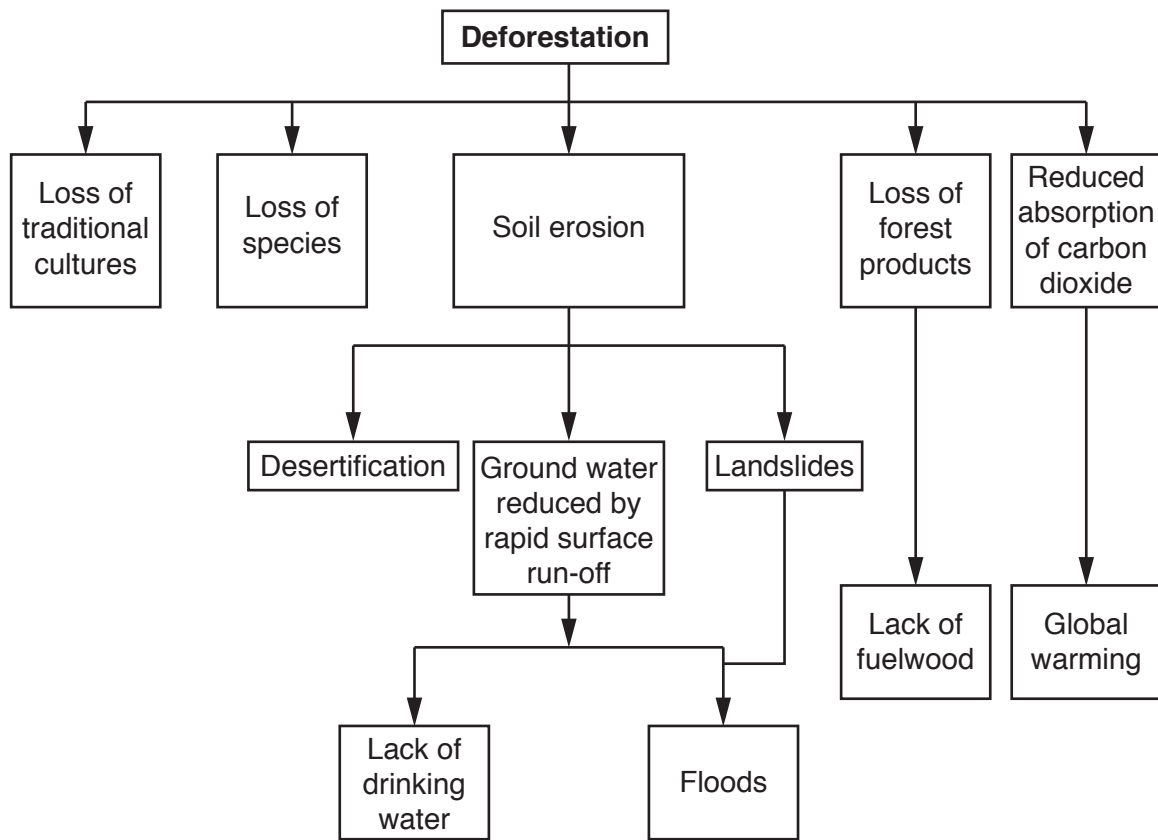 Deforestation
Loss of
traditional
cultures
Loss of
species
Soil erosion
Loss of
forest
products
Reduced
absorption
of carbon
dioxide
Desertification
Ground water
reduced by
rapid surface
run-off
Landslides
Lack of
fuelwood
Global
warming
Lack of
drinking
water
Floods